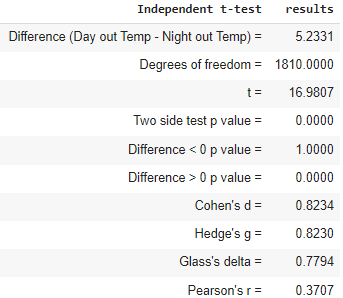 Independent t-test results
Difference (Day out Temp - Night out Temp) = 5.2331
Degrees of freedom = 1810.0000
t = 16.9807
Two side test p value = 0.0000
Difference < 0 p value = 1.0000
Difference > 0 p value = 0.0000
Cohen's d = 0.8234
Hedge's g = 0.8230
Glass's delta = 0.7794
Pearson's r = 0.3707